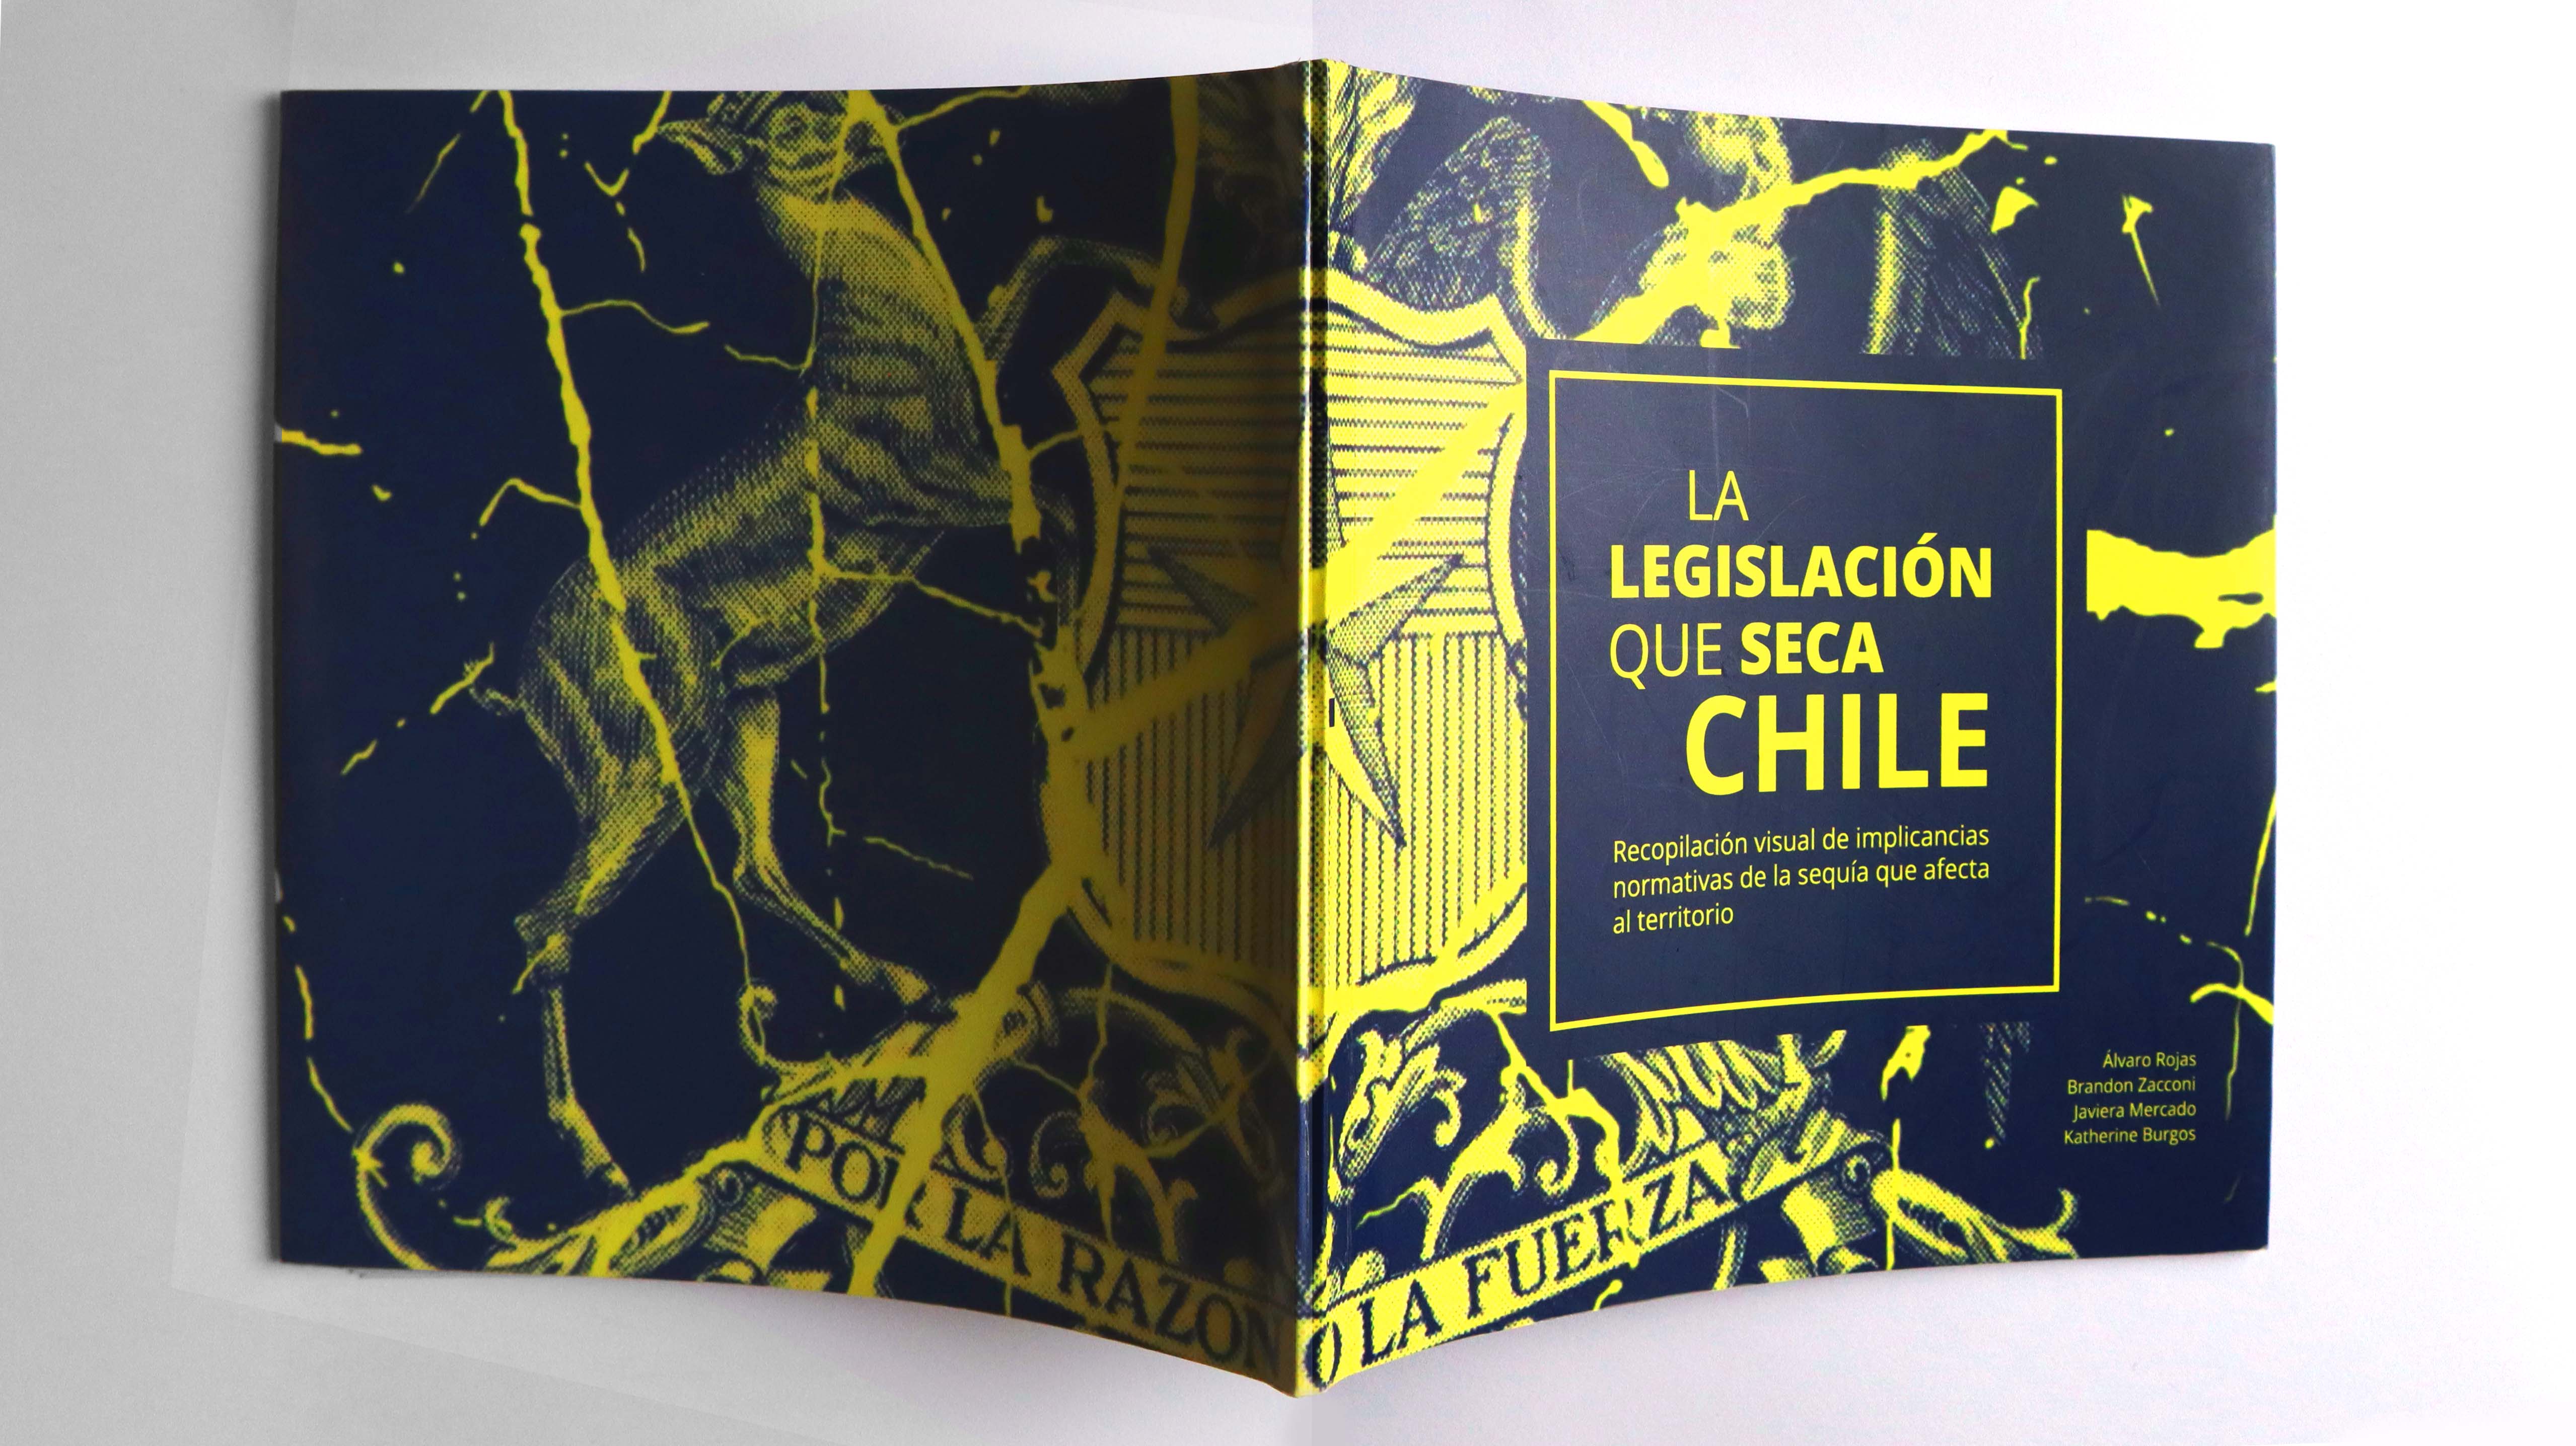 LA
LEGISLACIÓN
QUE SECA
CHILE
Recopilación visual de implicancias
normativas de la sequía que afecta
al territorio
Álvaro Rojas
Brandon Zacconi
Javiera Mercado
Katherine Burgos
POR LA RAZON O LA FUERZA